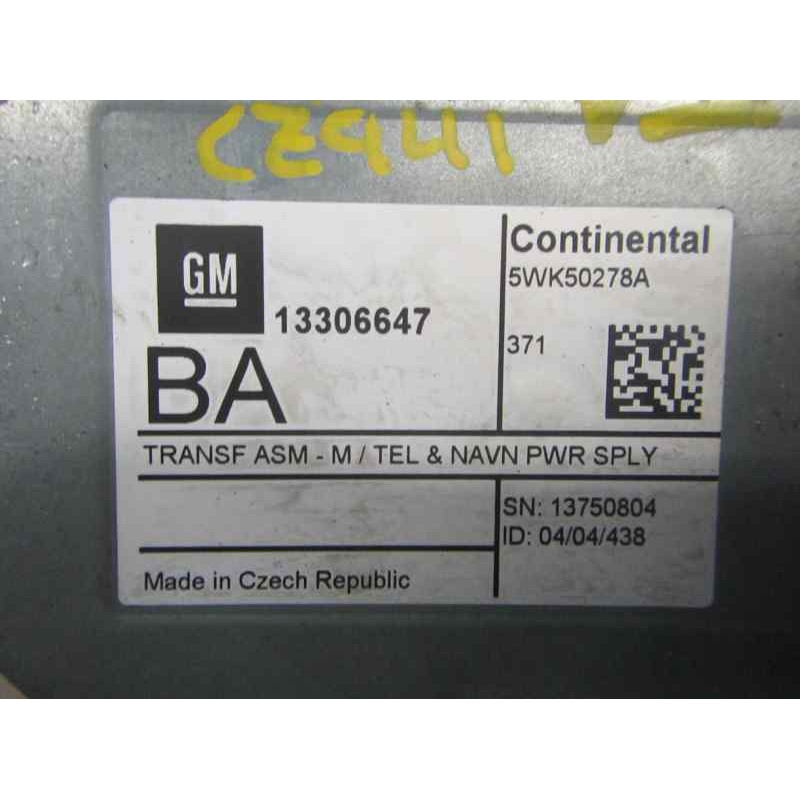 GM
13306647
BA
Continental
5WK50278A
371
TRANSF ASM - M / TEL & NAVN PWR SPLY
SN: 13750804
ID: 04/04/438
Made in Czech Republic